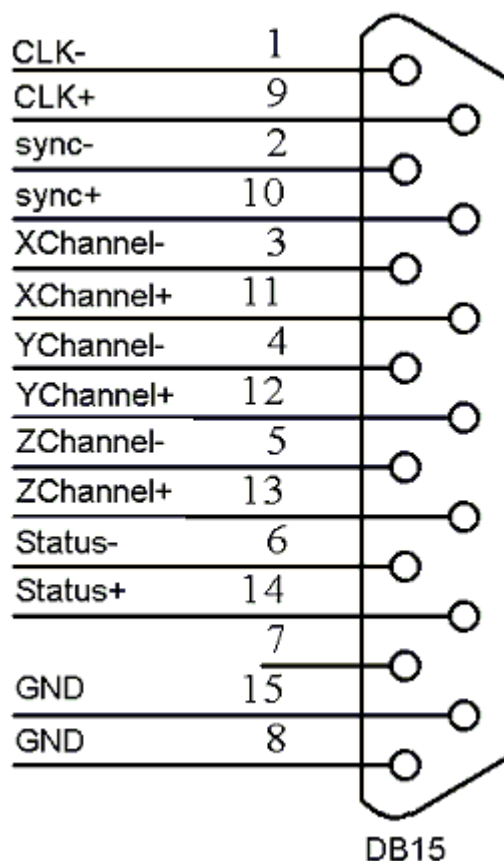 CLK- 1
CLK+ 9
sync- 2
sync+ 10
XChannel- 3
XChannel+ 11
YChannel- 4
YChannel+ 12
ZChannel- 5
ZChannel+ 13
Status- 6
Status+ 14
7
GND 15
GND 8
DB15